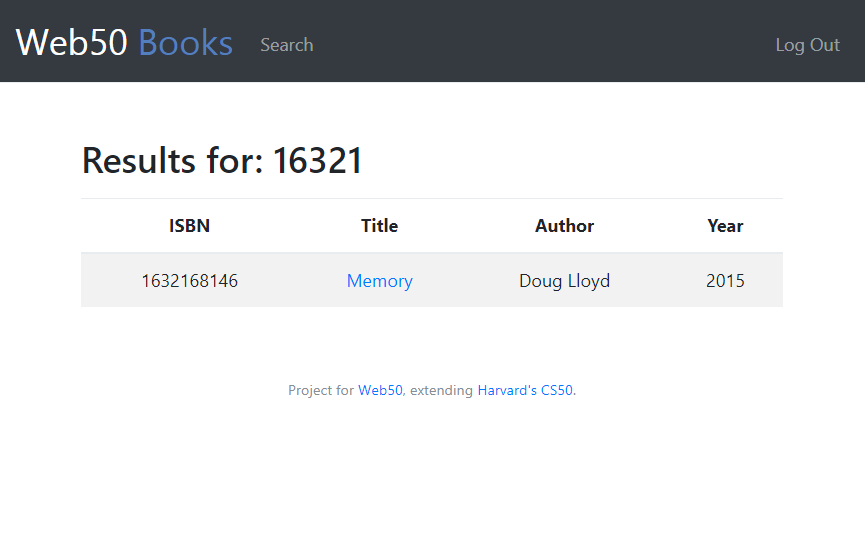 Web50 Books Search Log Out
Results for: 16321
ISBN Title Author Year
1632168146 Memory Doug Lloyd 2015
Project for Web50, extending Harvard's CS50.